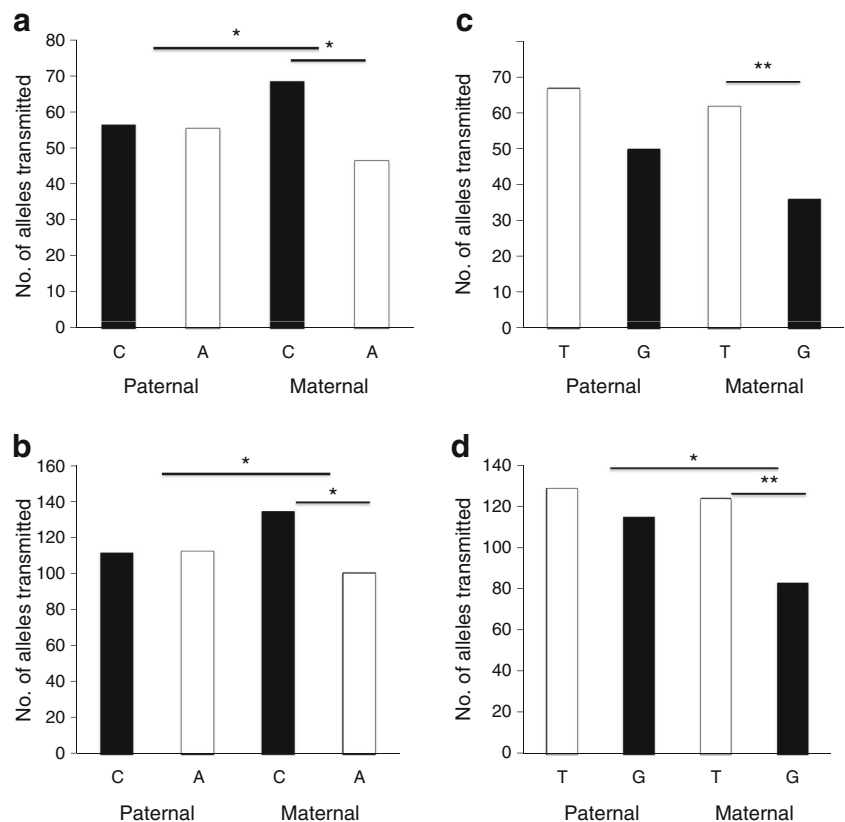 a
*
*
80
70
60
50
40
30
20
10
0
No. of alleles transmitted
C A C A
Paternal Maternal
c
**
70
60
50
40
30
20
10
0
No. of alleles transmitted
T G T G
Paternal Maternal
b
*
*
160
140
120
100
80
60
40
20
0
No. of alleles transmitted
C A C A
Paternal Maternal
d
*
**
140
120
100
80
60
40
20
0
No. of alleles transmitted
T G T G
Paternal Maternal